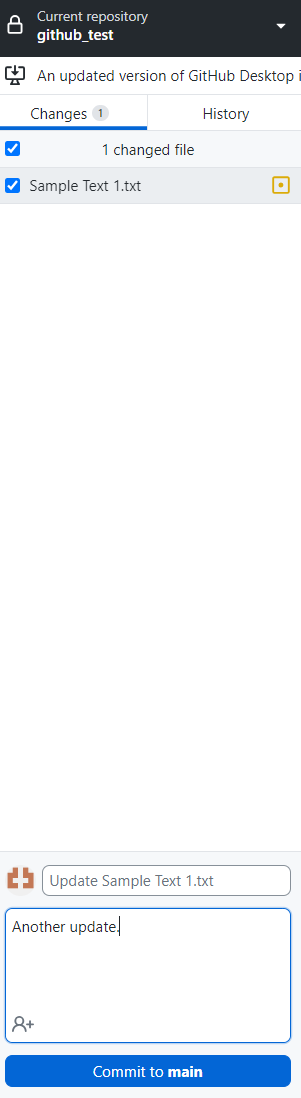 Current repository
github_test
An updated version of GitHub Desktop i
Changes 1
History
1 changed file
Sample Text 1.txt
Update Sample Text 1.txt
Another update.
Commit to main